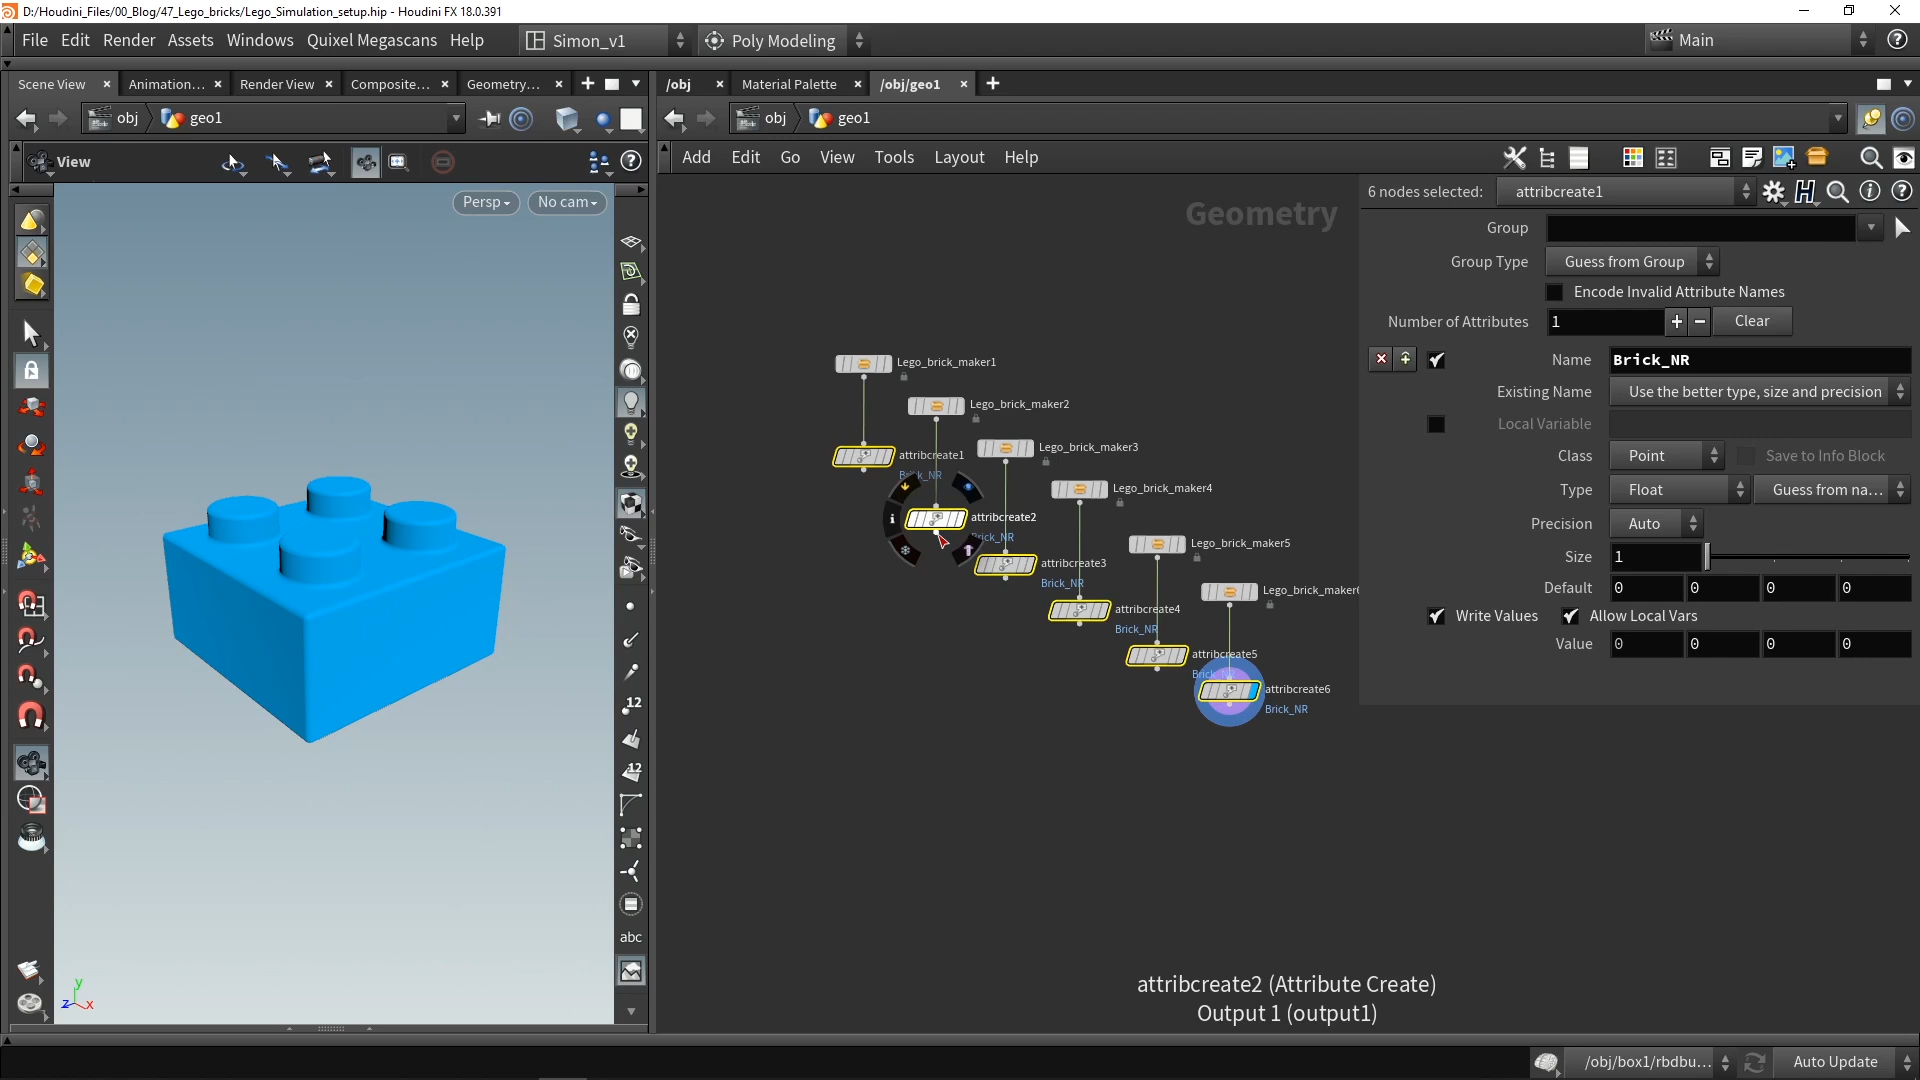 D:/Houdini_Files/00_Blog/47_Lego_bricks/Lego_Simulation_setup.hip - Houdini FX 18.0.391
File Edit Render Assets Windows Quixel Megascans Help Simon_v1 Poly Modeling Main
Scene View Animation... Render View Composite... Geometry... /obj Material Palette /obj/geo1
obj geo1 obj geo1
View Add Edit Go View Tools Layout Help
Persp No cam
Geometry
6 nodes selected: attribcreate1
Group
Group Type Guess from Group
Encode Invalid Attribute Names
Number of Attributes 1 Clear
Name Brick_NR
Existing Name Use the better type, size and precision
Local Variable
Class Point Save to Info Block
Type Float Guess from na...
Precision Auto
Size 1
Default 0 0 0 0
Write Values Allow Local Vars
Value 0 0 0 0
Lego_brick_maker1
Lego_brick_maker2
Lego_brick_maker3
attribcreate1
Brick_NR
Lego_brick_maker4
attribcreate2
Brick_NR
Lego_brick_maker5
attribcreate3
Brick_NR
Lego_brick_maker6
attribcreate4
Brick_NR
attribcreate5
Brick_NR
attribcreate6
Brick_NR
12
12
abc
y
z x
attribcreate2 (Attribute Create)
Output 1 (output1)
/obj/box1/rbdbu... Auto Update